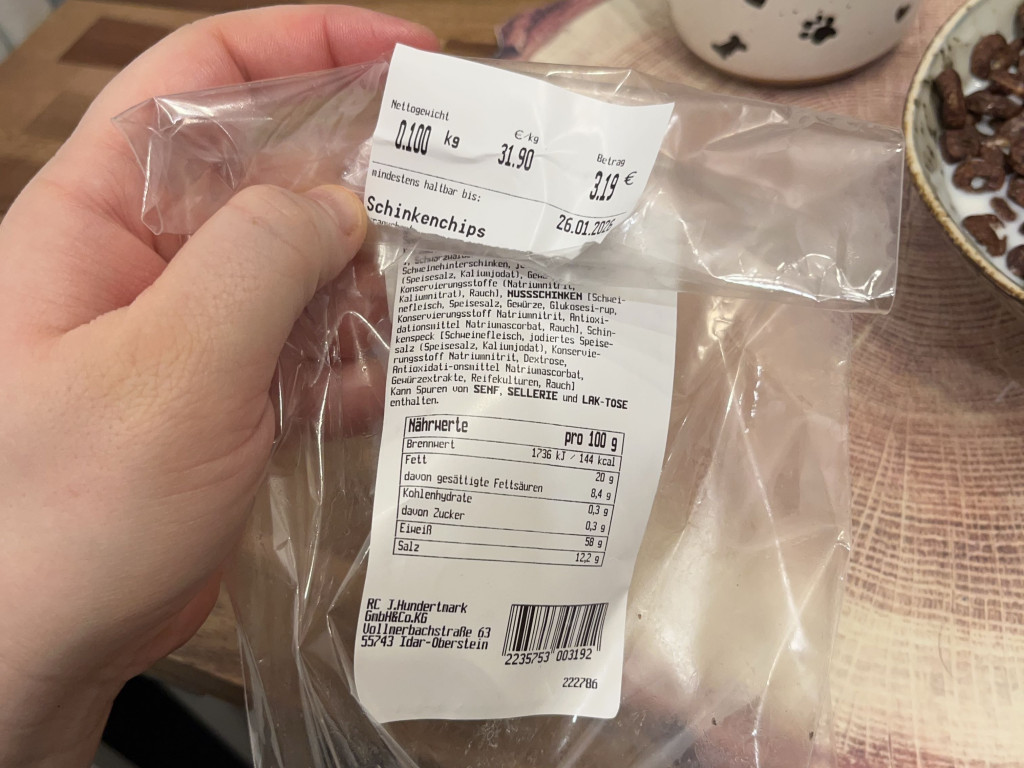 Nettogewicht €/kg Betrag
0.100 kg 31.90 3.19 €
mindestens haltbar bis:
Schinkenchips 26.01.2026
Schweinehinterschinken,
(Speisesalz, Kaliumjodat),
Konservierungsstoffe (Natriumnitrit,
Kaliumnitrat), Rauch], NUSSSCHINKEN [Schwei-
nefleisch, Speisesalz, Gewürze, Glukosesi-rup,
Konservierungsstoff Natriumnitrit, Antioxi-
dationsmittel Natriumascorbat, Rauch], Schin-
kenspeck [Schweinefleisch, jodiertes Speise-
salz (Speisesalz, Kaliumjodat), Konservie-
rungsstoff Natriumnitrit, Dextrose,
Antioxidati-onsmittel Natriumascorbat,
Gewürzextrakte, Reifekulturen, Rauch]
Kann Spuren von SENF, SELLERIE und LAK-TOSE
enthalten.
Nährwerte pro 100 g
Brennwert 1736 kJ / 144 kcal
Fett 20 g
davon gesättigte Fettsäuren 8,4 g
Kohlenhydrate 0,3 g
davon Zucker 0,3 g
Eiweiß 58 g
Salz 12,2 g
RC J.Hundertmark
GmbH&Co.KG
Vollmerbachstraße 63
55743 Idar-Oberstein
2235753 003192
222786